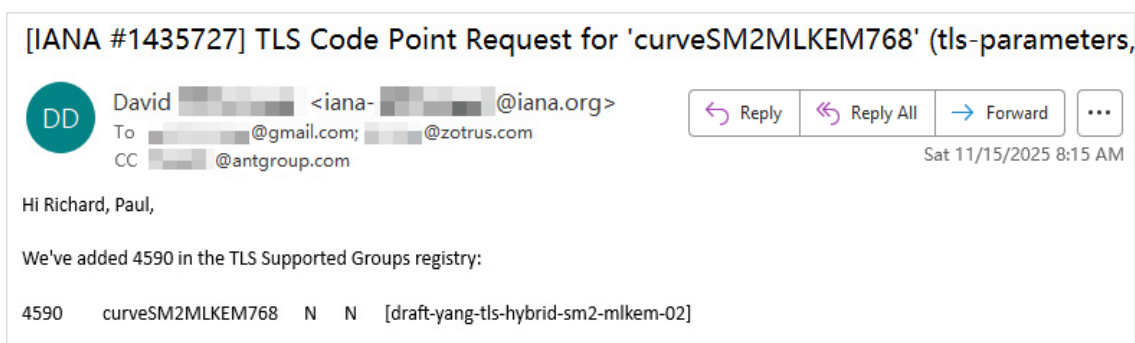 [IANA #1435727] TLS Code Point Request for 'curveSM2MLKEM768' (tls-parameters,
DD
David <iana- @iana.org>
To @gmail.com; @zotrus.com
CC @antgroup.com
Reply
Reply All
Forward
Sat 11/15/2025 8:15 AM
Hi Richard, Paul,
We've added 4590 in the TLS Supported Groups registry:
4590 curveSM2MLKEM768 N N [draft-yang-tls-hybrid-sm2-mlkem-02]